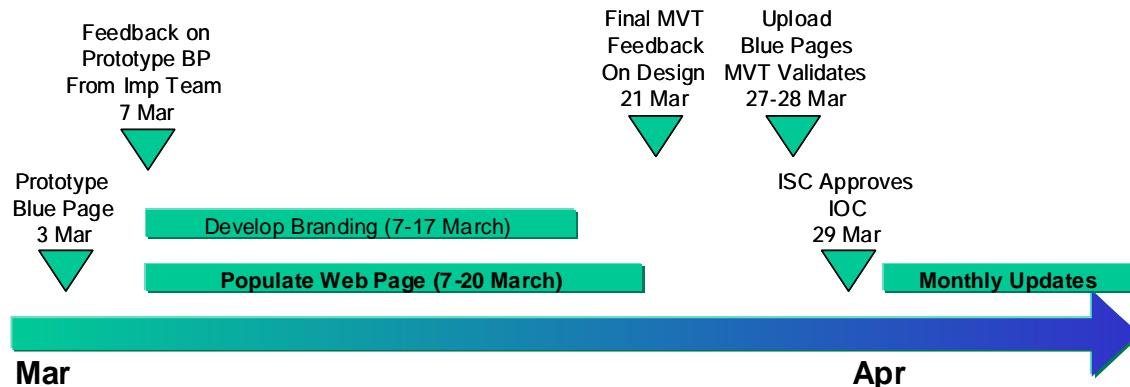 Feedback on
Prototype BP
From Imp Team
7 Mar
Final MVT
Feedback
On Design
21 Mar
Upload
Blue Pages
MVT Validates
27-28 Mar
Prototype
Blue Page
3 Mar
ISC Approves
IOC
29 Mar
Develop Branding (7-17 March)
Populate Web Page (7-20 March)
Monthly Updates
Mar
Apr